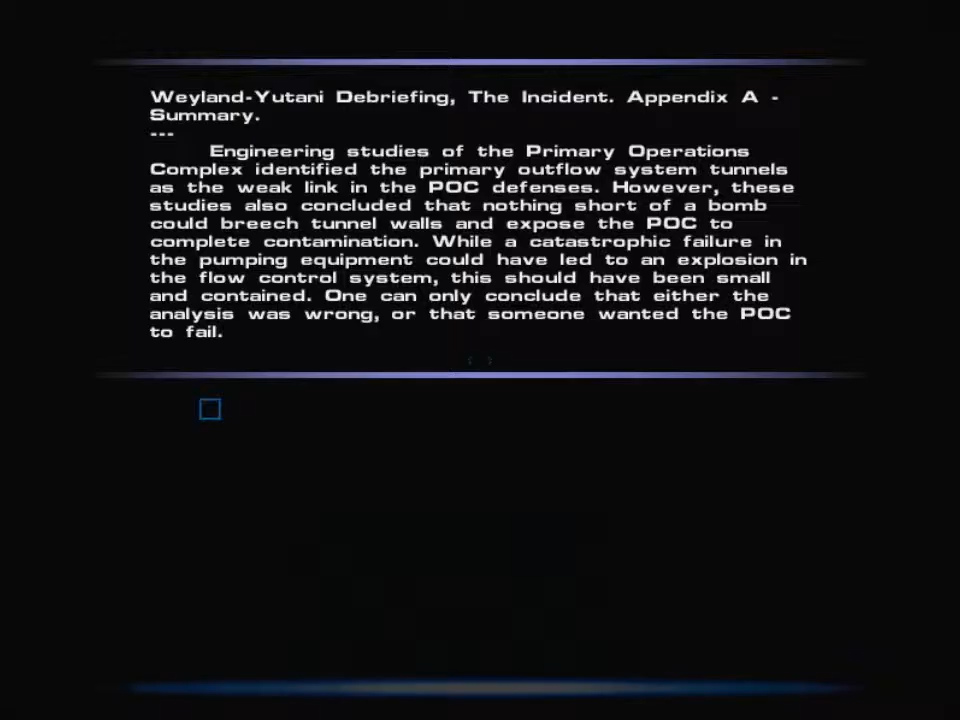 Weyland-Yutani Debriefing, The Incident. Appendix A -
Summary.
---
Engineering studies of the Primary Operations
Complex identified the primary outflow system tunnels
as the weak link in the POC defenses. However, these
studies also concluded that nothing short of a bomb
could breech tunnel walls and expose the POC to
complete contamination. While a catastrophic failure in
the pumping equipment could have led to an explosion in
the flow control system, this should have been small
and contained. One can only conclude that either the
analysis was wrong, or that someone wanted the POC
to fail.